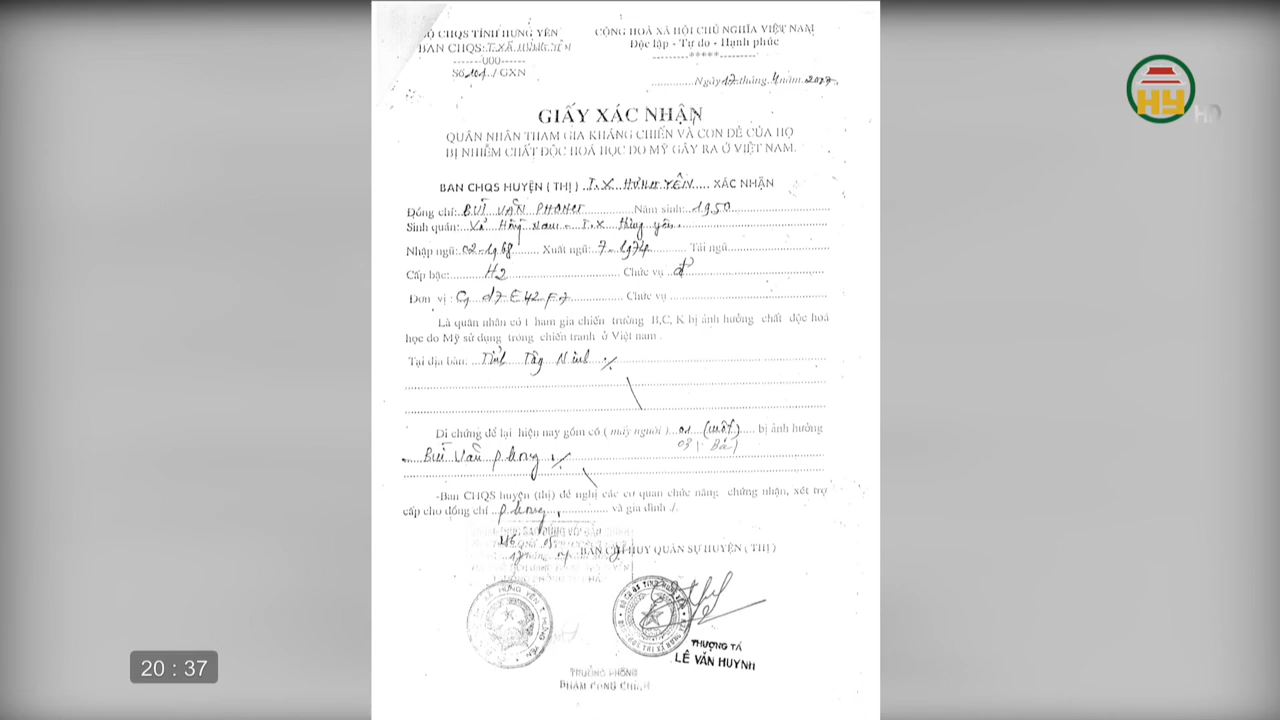 BỘ CHQS TỈNH HƯNG YÊN
BAN CHQS: T.XÃ HƯNG YÊN
-------000------
Số 101./ GXN
CỘNG HOÀ XÃ HỘI CHỦ NGHĨA VIỆT NAM
Độc lập - Tự do - Hạnh phúc
--------*****---------
Ngày 17 tháng 4 năm
HY HD
GIẤY XÁC NHẬN
QUÂN NHÂN THAM GIA KHÁNG CHIẾN VÀ CON ĐẺ CỦA HỌ
BỊ NHIỄM CHẤT ĐỘC HOÁ HỌC DO MỸ GÂY RA Ở VIỆT NAM.
BAN CHQS HUYỆN ( THỊ ) T.X HƯNG YÊN XÁC NHẬN
Đồng chí: BÙI VĂN PHONG Năm sinh: 1950
Sinh quán: Xã Hồng Nam - T.X Hưng yên.
Nhập ngũ: 02-1968 Xuất ngũ: 7-1974 Tái ngũ
Cấp bậc: H2 Chức vụ
Đơn vị : d7 E42 F7 Chức vụ
Là quân nhân có tham gia chiến trường B,C, K bị ảnh hưởng chất độc hoá
học do Mỹ sử dụng trong chiến tranh ở Việt nam .
Tại địa bàn: Tỉnh Tây Ninh ./.
Di chứng để lại hiện nay gồm có ( mấy người ) 01 (một) bị ảnh hưởng
03 ( Ba )
Bùi Văn Phong ./.
-Ban CHQS huyện (thị) đề nghị các cơ quan chức năng chứng nhận, xét trợ
cấp cho đồng chí Phong và gia đình ./.
BAN CHỈ HUY QUÂN SỰ HUYỆN ( THỊ )
THƯỢNG TÁ
LÊ VĂN HUYNH
TRƯỞNG PHÒNG
PHẠM CÔNG CHÍNH
20 : 37